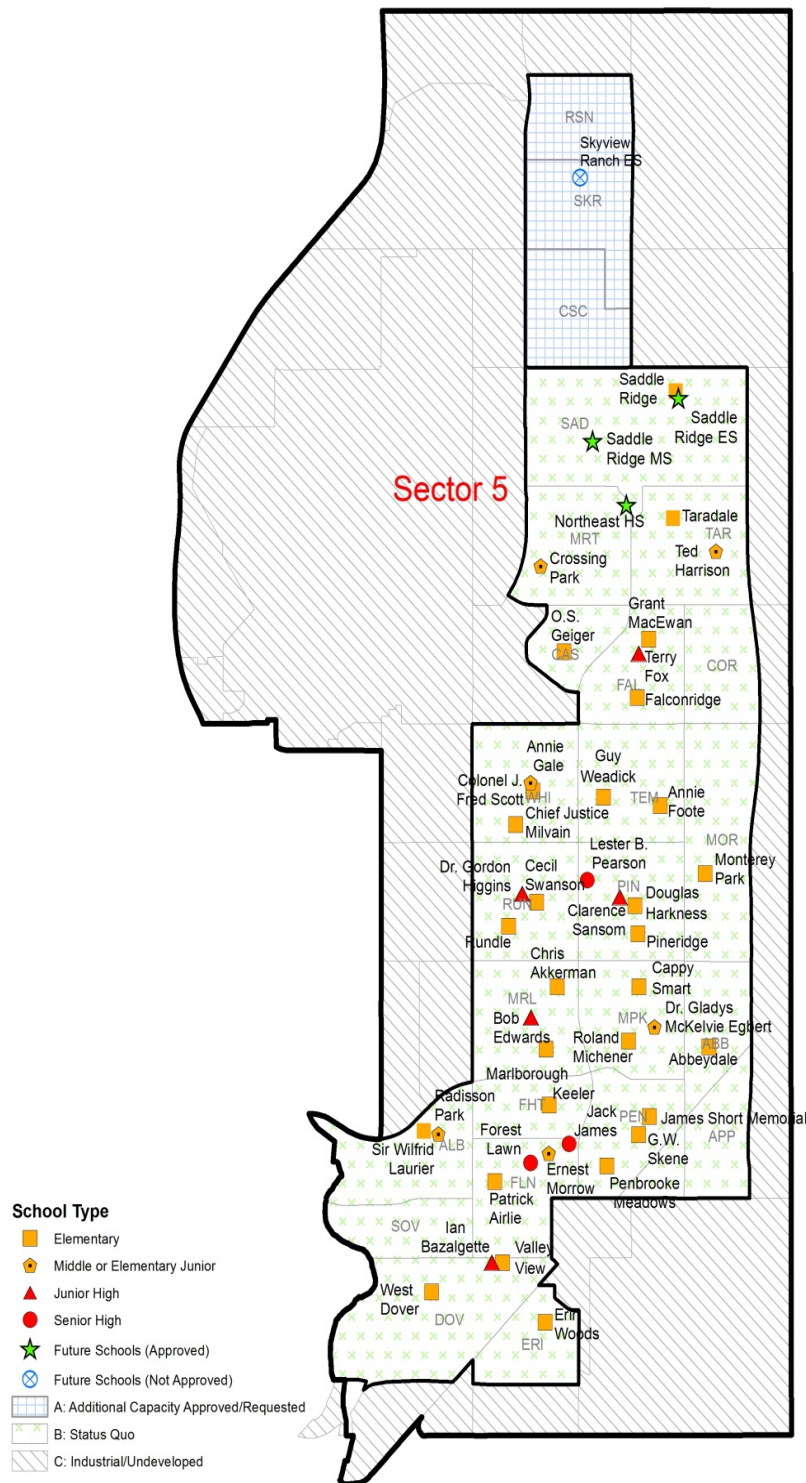 RSN
Skyview
Ranch ES
SKR
CSC
Saddle
Ridge
SAD
Saddle
Ridge ES
Saddle
Ridge MS
Sector 5
Northeast HS
MRT
Taradale
TAR
Ted
Harrison
Crossing
Park
O.S.
Geiger
CAS
Grant
MacEwan
Terry
Fox
FAL
COR
Falconridge
Annie
Gale
Colonel J.
Fred Scott
WHI
Guy
Weadick
TEM
Annie
Foote
Chief Justice
Milvain
MOR
Lester B.
Pearson
Monterey
Park
Dr. Gordon
Higgins
Cecil
Swanson
RUN
PIN
Clarence
Sansom
Douglas
Harkness
Rundle
Pineridge
Chris
Akkerman
Cappy
Smart
MRL
Bob
Edwards
MPK
Dr. Gladys
McKelvie Egbert
Roland
Michener
ABB
Abbeydale
Marlborough
Radisson
Park
FHT
Keeler
Jack
James
PEN
James Short Memorial
APP
Sir Wilfrid
Laurier
ALB
Forest
Lawn
G.W.
Skene
Ernest
Morrow
FLN
Penbrooke
Meadows
Patrick
Airlie
SOV
Ian
Bazalgette
Valley
View
West
Dover
DOV
Erin
Woods
ERI
School Type
Elementary
Middle or Elementary Junior
Junior High
Senior High
Future Schools (Approved)
Future Schools (Not Approved)
A: Additional Capacity Approved/Requested
B: Status Quo
C: Industrial/Undeveloped